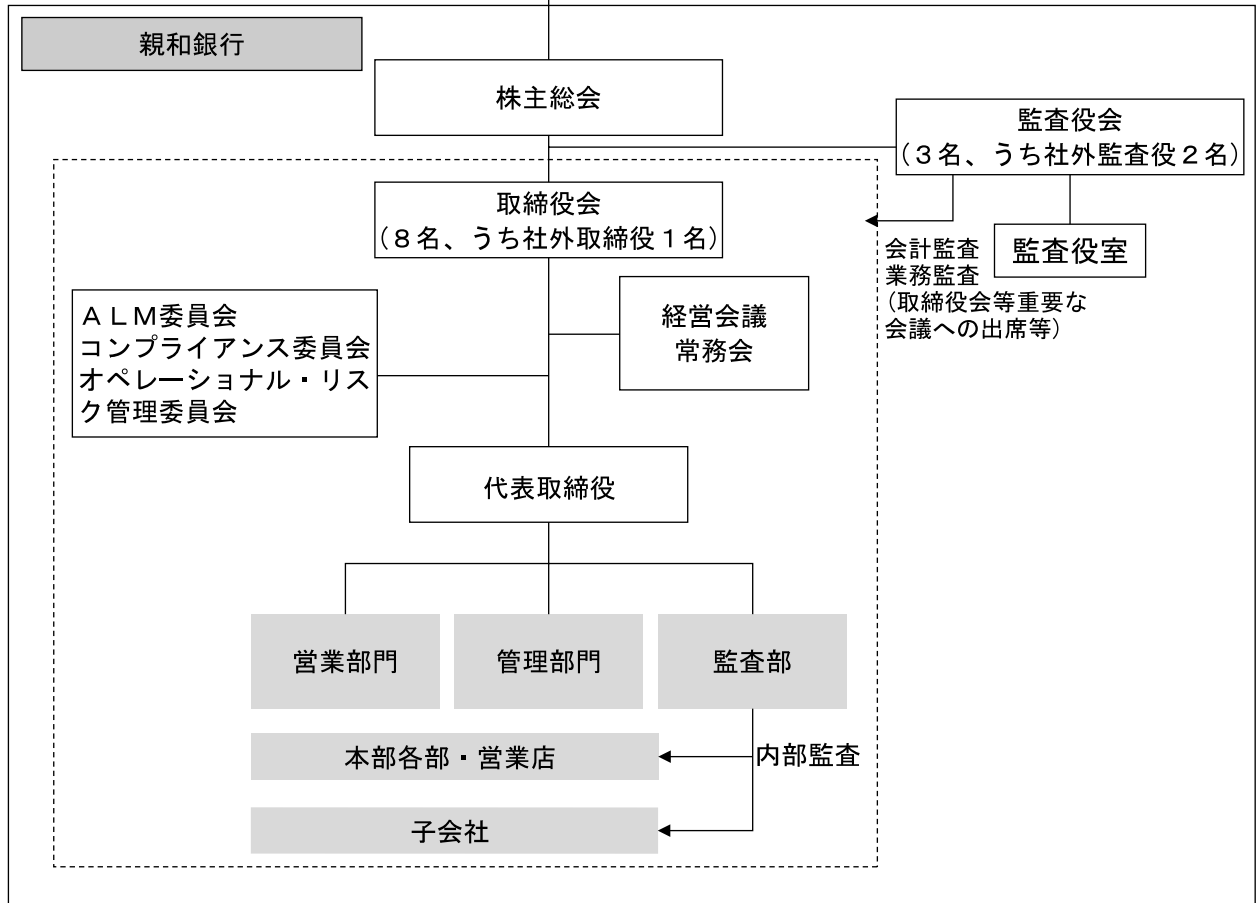 親和銀行
株主総会
監査役会
（３名、うち社外監査役２名）
取締役会
（８名、うち社外取締役１名）
監査役室
会計監査
業務監査
（取締役会等重要な
会議への出席等）
経営会議
常務会
ＡＬＭ委員会
コンプライアンス委員会
オペレーショナル・リス
ク管理委員会
代表取締役
営業部門
管理部門
監査部
本部各部・営業店
内部監査
子会社